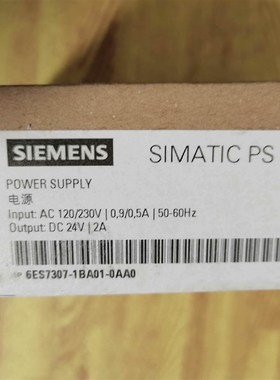 SIEMENS SIMATIC PS
POWER SUPPLY
电源
Input: AC 120/230V | 0,9/0,5A | 50-60Hz
Output: DC 24V | 2A
6ES7307-1BA01-0AA0